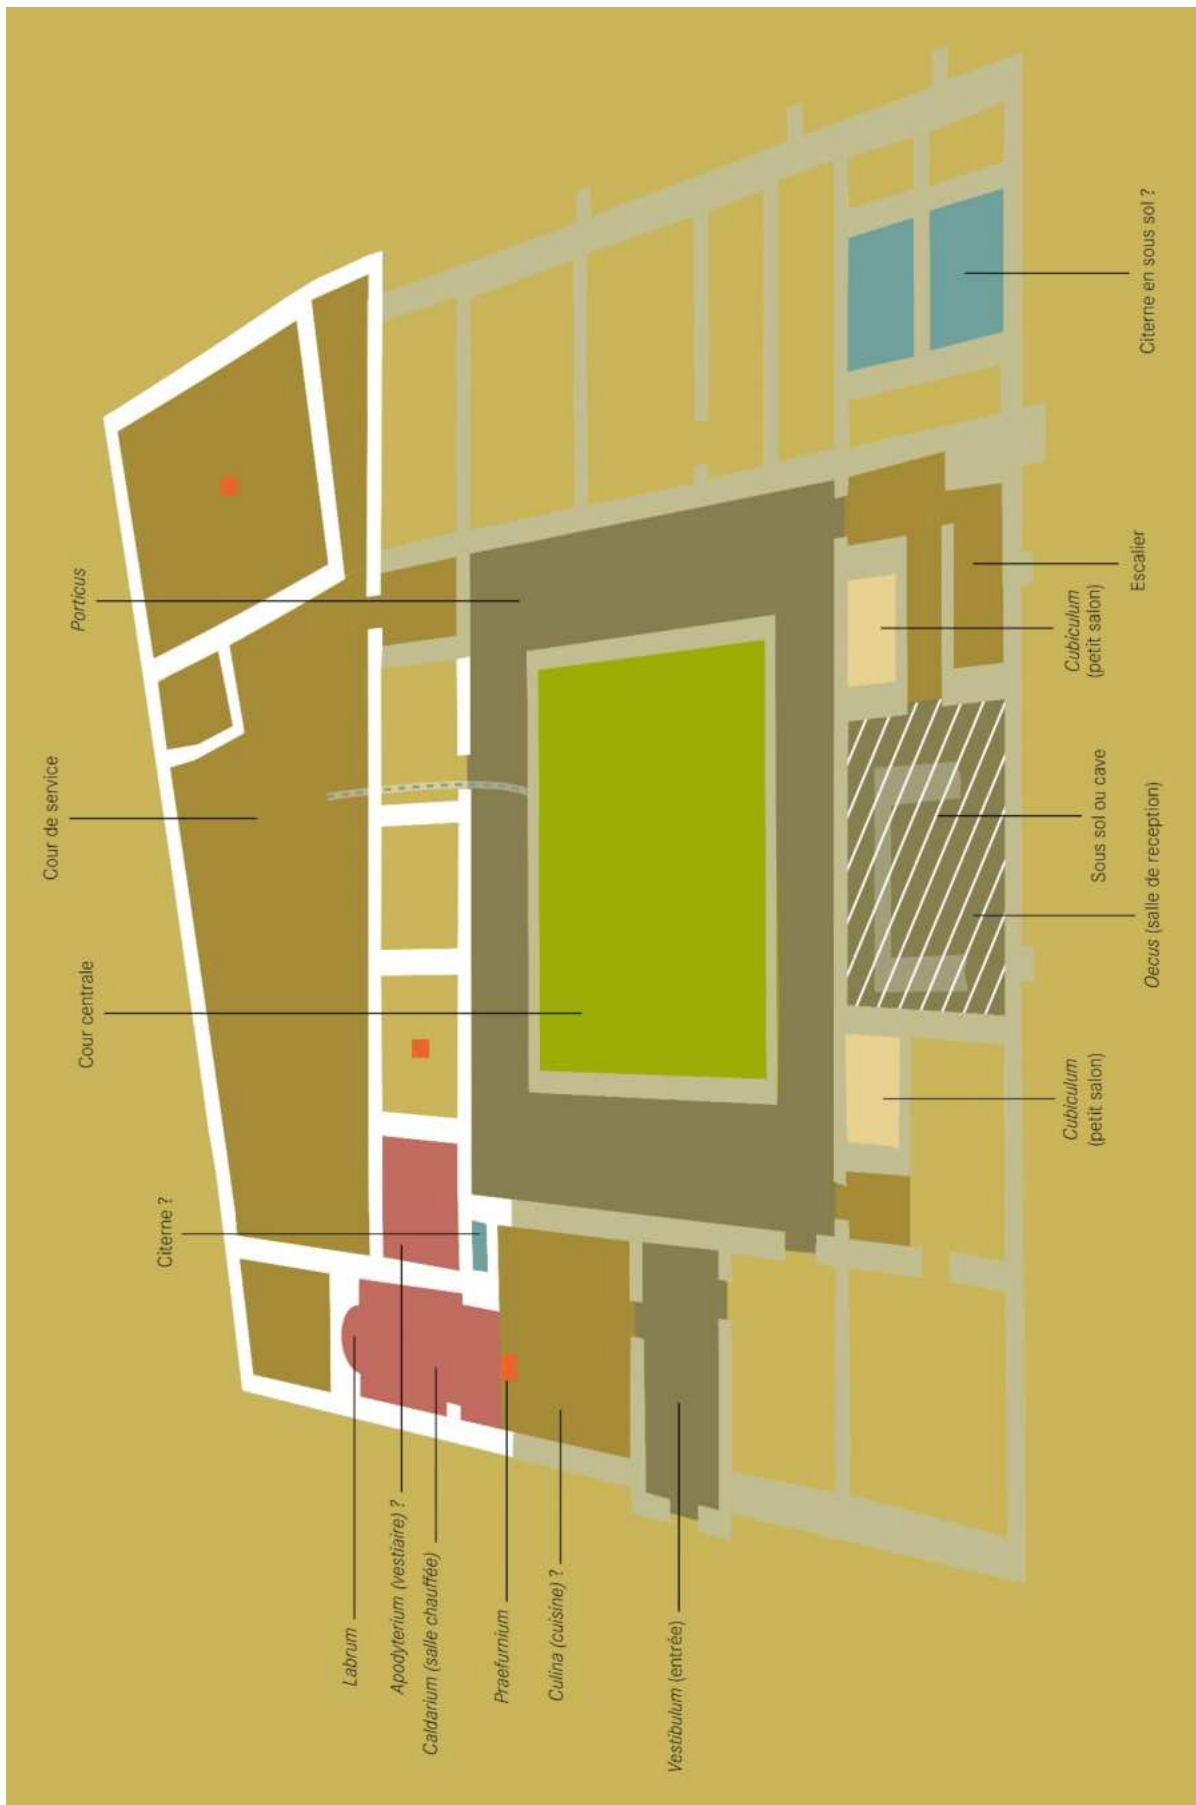 Cour de service
Porticus
Cour centrale
Citerne ?
Labrum
Apodyterium (vestiaire) ?
Caldarium (salle chauffée)
Praefurnium
Culina (cuisine) ?
Vestibulum (entrée)
Cubiculum
(petit salon)
Oecus (salle de reception)
Sous sol ou cave
Cubiculum
(petit salon)
Escalier
Citerne en sous sol ?